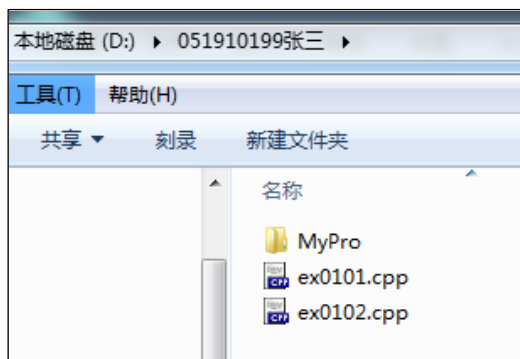 本地磁盘 (D:) ▸ 051910199张三 ▸
工具(T) 帮助(H)
共享 ▾ 刻录 新建文件夹
名称
MyPro
ex0101.cpp
ex0102.cpp